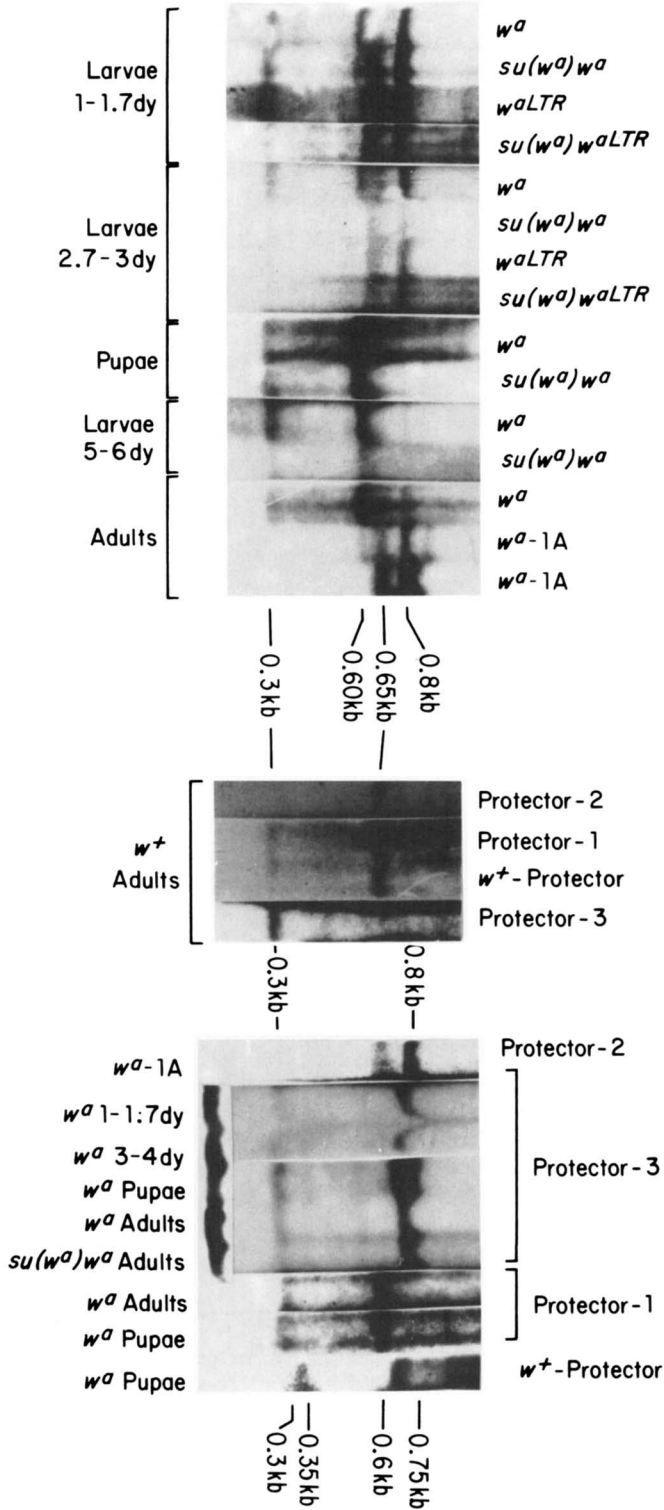 Larvae
1-1.7dy
w^a
su(w^a)w^a
w^aLTR
su(w^a)w^aLTR
Larvae
2.7-3dy
w^a
su(w^a)w^a
w^aLTR
su(w^a)w^aLTR
Pupae
w^a
su(w^a)w^a
Larvae
5-6dy
w^a
su(w^a)w^a
Adults
w^a
w^a-1A
w^a-1A
0.3kb
0.60kb
0.65kb
0.8kb
w^+
Adults
Protector-2
Protector-1
w^+-Protector
Protector-3
-0.3kb-
0.8kb-
w^a-1A
Protector-2
w^a 1-1:7dy
w^a 3-4dy
w^a Pupae
w^a Adults
su(w^a)w^a Adults
Protector-3
w^a Adults
w^a Pupae
Protector-1
w^a Pupae
w^+-Protector
0.3kb
0.35kb
0.6kb
0.75kb